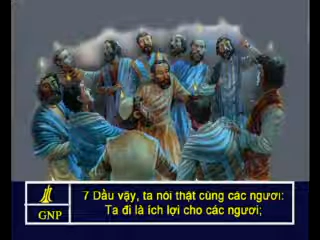 7 Dầu vậy, ta nói thật cùng các ngươi:
Ta đi là ích lợi cho các ngươi;
GNP